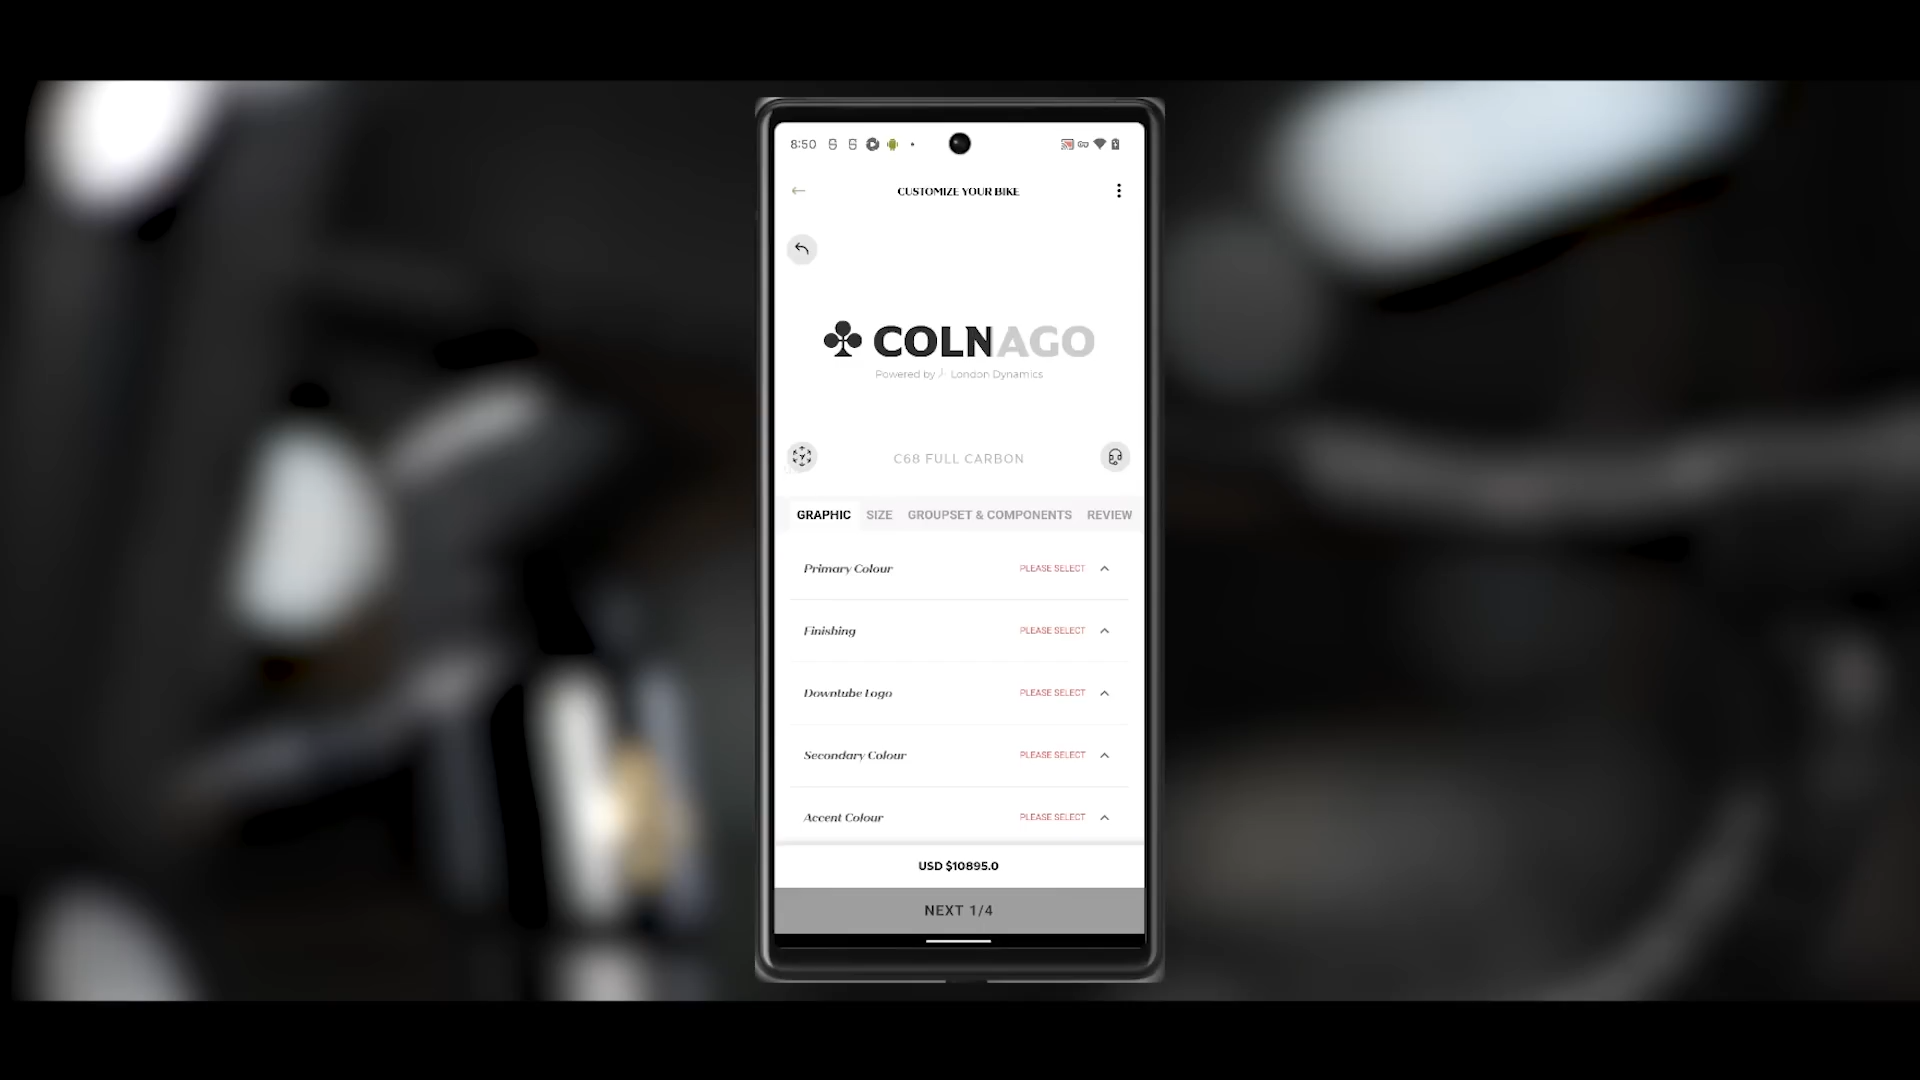 8:50
CUSTOMIZE YOUR BIKE
COLNAGO
Powered by London Dynamics
C68 FULL CARBON
GRAPHIC SIZE GROUPSET & COMPONENTS REVIEW
Primary Colour PLEASE SELECT
Finishing PLEASE SELECT
Downtube Logo PLEASE SELECT
Secondary Colour PLEASE SELECT
Accent Colour PLEASE SELECT
USD $10895.0
NEXT 1/4